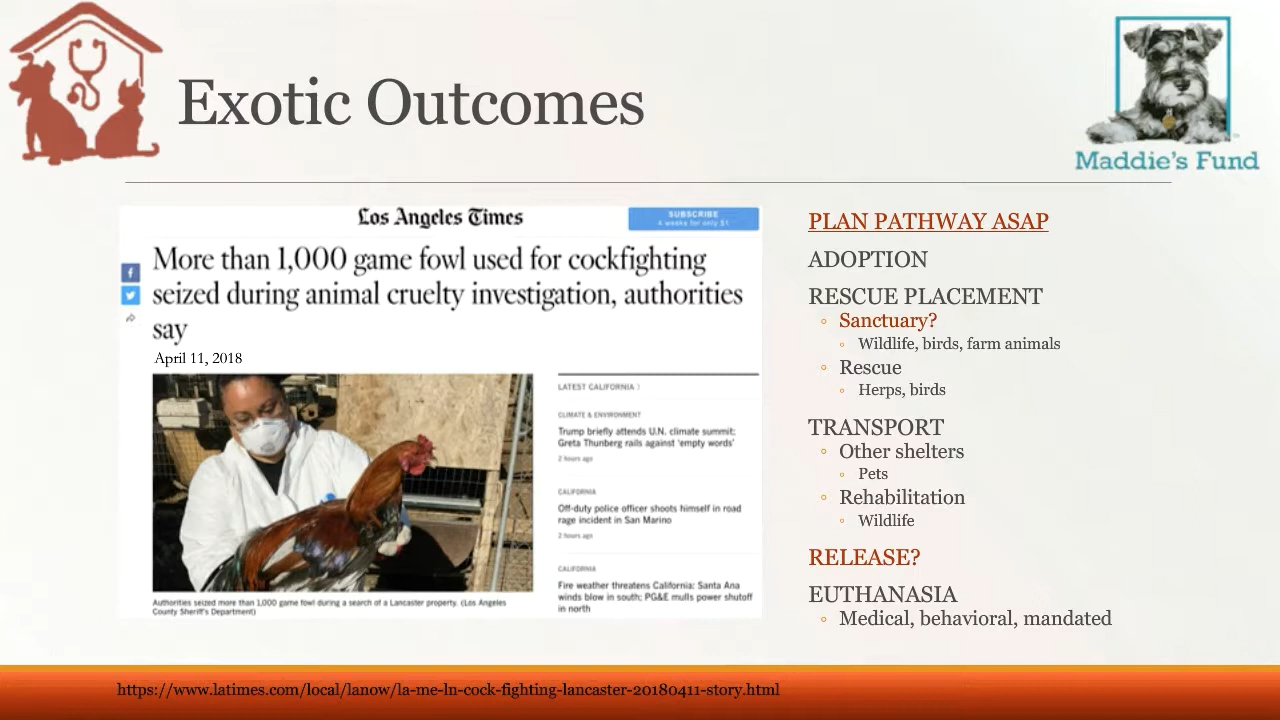 Exotic Outcomes
Maddie's Fund
Los Angeles Times
SUBSCRIBE
4 weeks for only $1
More than 1,000 game fowl used for cockfighting
seized during animal cruelty investigation, authorities
say
April 11, 2018
Authorities seized more than 1,000 game fowl during a search of a Lancaster property. (Los Angeles
County Sheriff's Department)
LATEST CALIFORNIA >
CLIMATE & ENVIRONMENT
Trump briefly attends U.N. climate summit;
Greta Thunberg rails against 'empty words'
2 hours ago
CALIFORNIA
Off-duty police officer shoots himself in road
rage incident in San Marino
2 hours ago
CALIFORNIA
Fire weather threatens California: Santa Ana
winds blow in south; PG&E mulls power shutoff
in north
PLAN PATHWAY ASAP
ADOPTION
RESCUE PLACEMENT
Sanctuary?
Wildlife, birds, farm animals
Rescue
Herps, birds
TRANSPORT
Other shelters
Pets
Rehabilitation
Wildlife
RELEASE?
EUTHANASIA
Medical, behavioral, mandated
https://www.latimes.com/local/lanow/la-me-ln-cock-fighting-lancaster-20180411-story.html